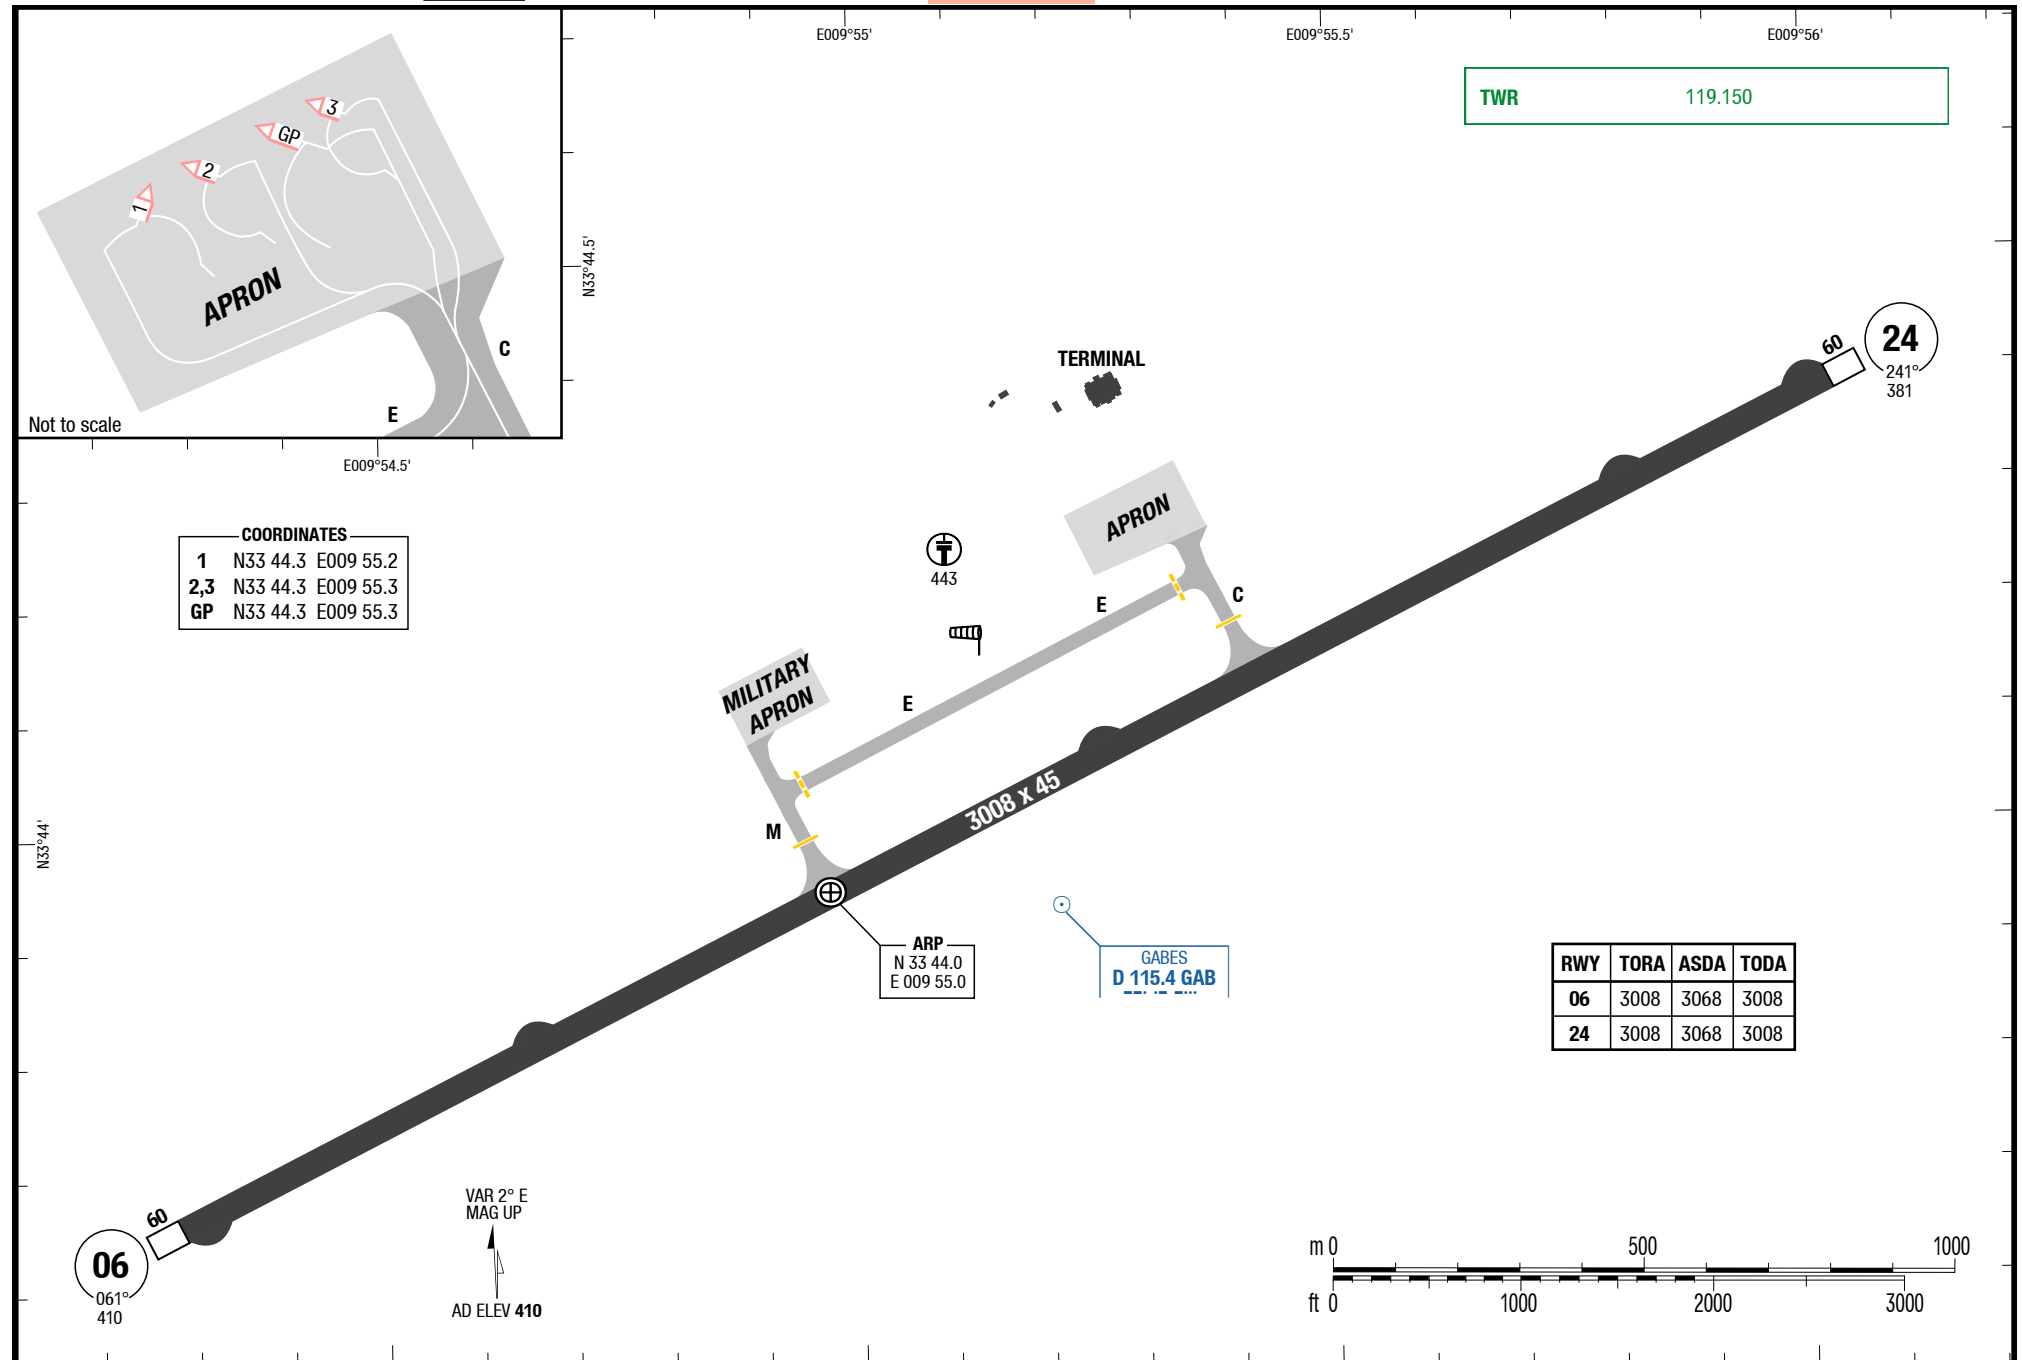 E009°55'
E009°55.5'
E009°56'
TWR 119.150
3
GP
2
1
APRON
C
E
Not to scale
N33°44.5'
E009°54.5'
24
241°
381
60
TERMINAL
COORDINATES
1 N33 44.3 E009 55.2
2,3 N33 44.3 E009 55.3
GP N33 44.3 E009 55.3
APRON
443
E
C
MILITARY
APRON
E
3008 x 45
M
N33°44'
ARP
N 33 44.0
E 009 55.0
GABES
D 115.4 GAB
RWY TORA ASDA TODA
06 3008 3068 3008
24 3008 3068 3008
60
06
061°
410
VAR 2° E
MAG UP
AD ELEV 410
m 0 500 1000
ft 0 1000 2000 3000